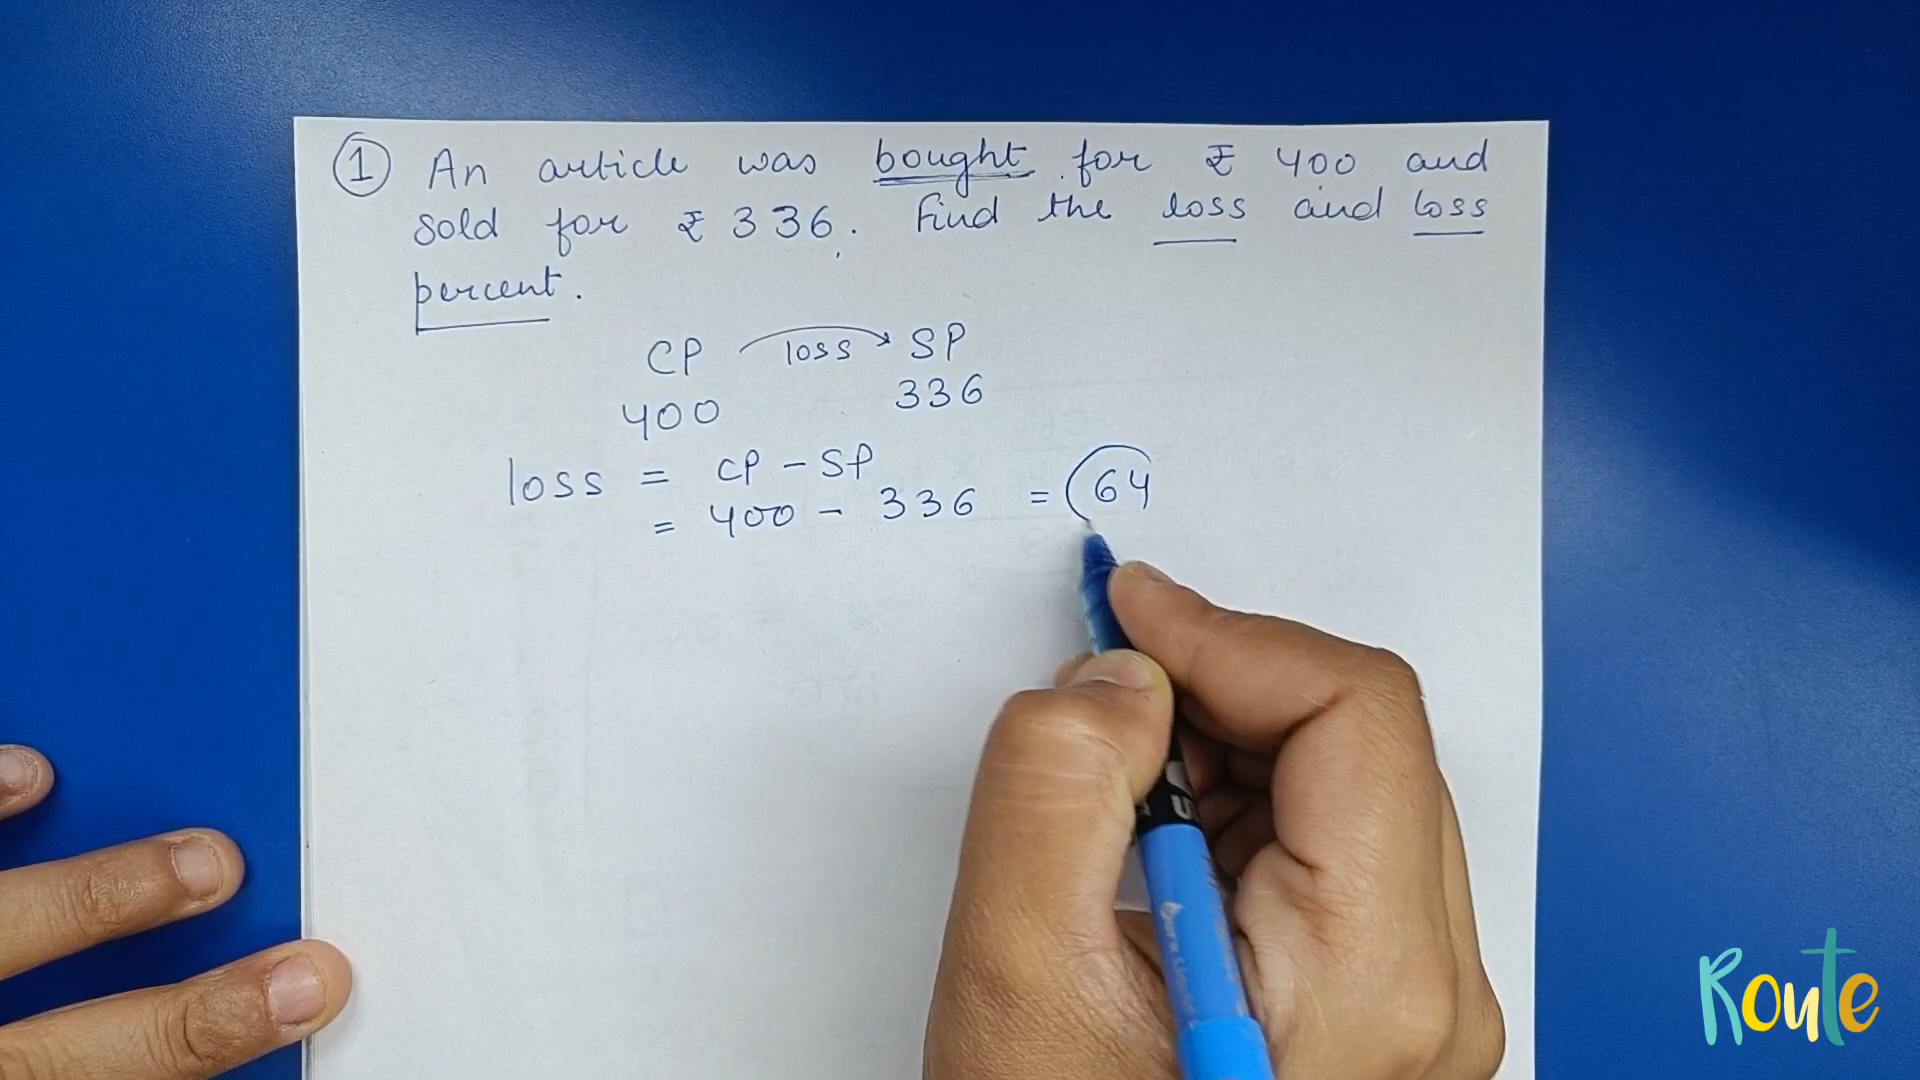 ① An article was bought for ₹ 400 and
sold for ₹ 336. Find the loss and loss
percent.
CP loss SP
400 336
loss = CP - SP
= 400 - 336 = 64
Route